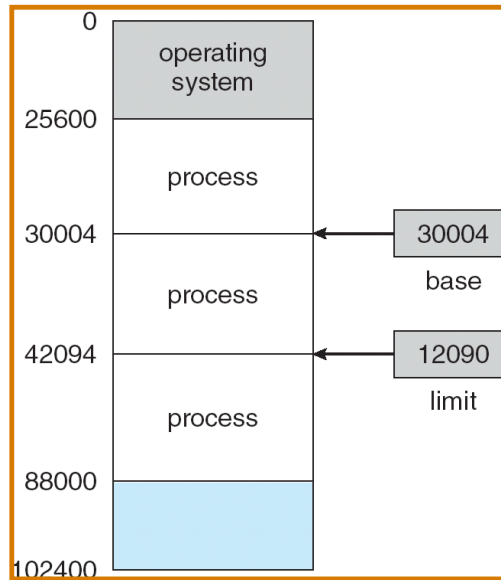 0
operating
system
25600
process
30004
30004
base
process
42094
12090
limit
process
88000
102400